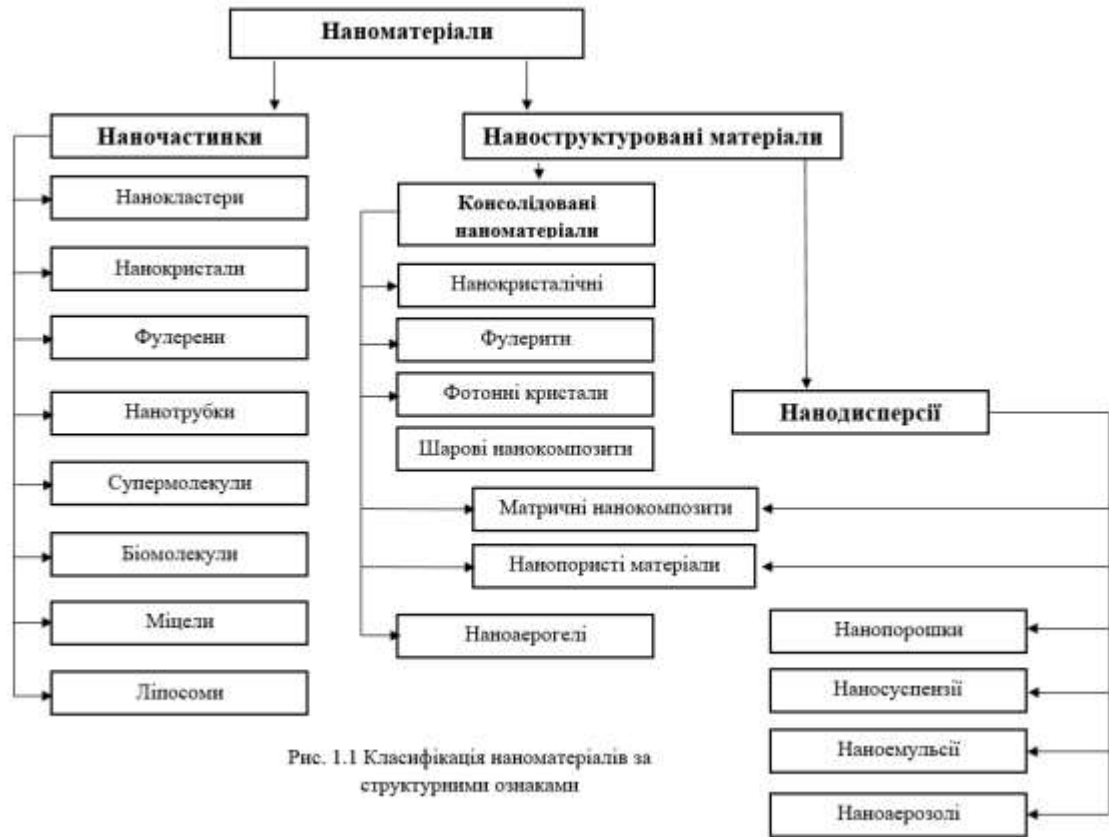 Наноматеріали
Наночастинки
Нанокластери
Нанокристали
Фулерени
Нанотрубки
Супермолекули
Біомолекули
Міцели
Ліпосоми
Наноструктуровані матеріали
Консолідовані
наноматеріали
Нанокристалічні
Фулерити
Фотонні кристали
Шарові нанокомпозити
Матричні нанокомпозити
Нанопористі матеріали
Наноаерогелі
Нанодисперсії
Нанопорошки
Наносуспензії
Наноемульсії
Наноаерозолі
Рис. 1.1 Класифікація наноматеріалів за
структурними ознаками